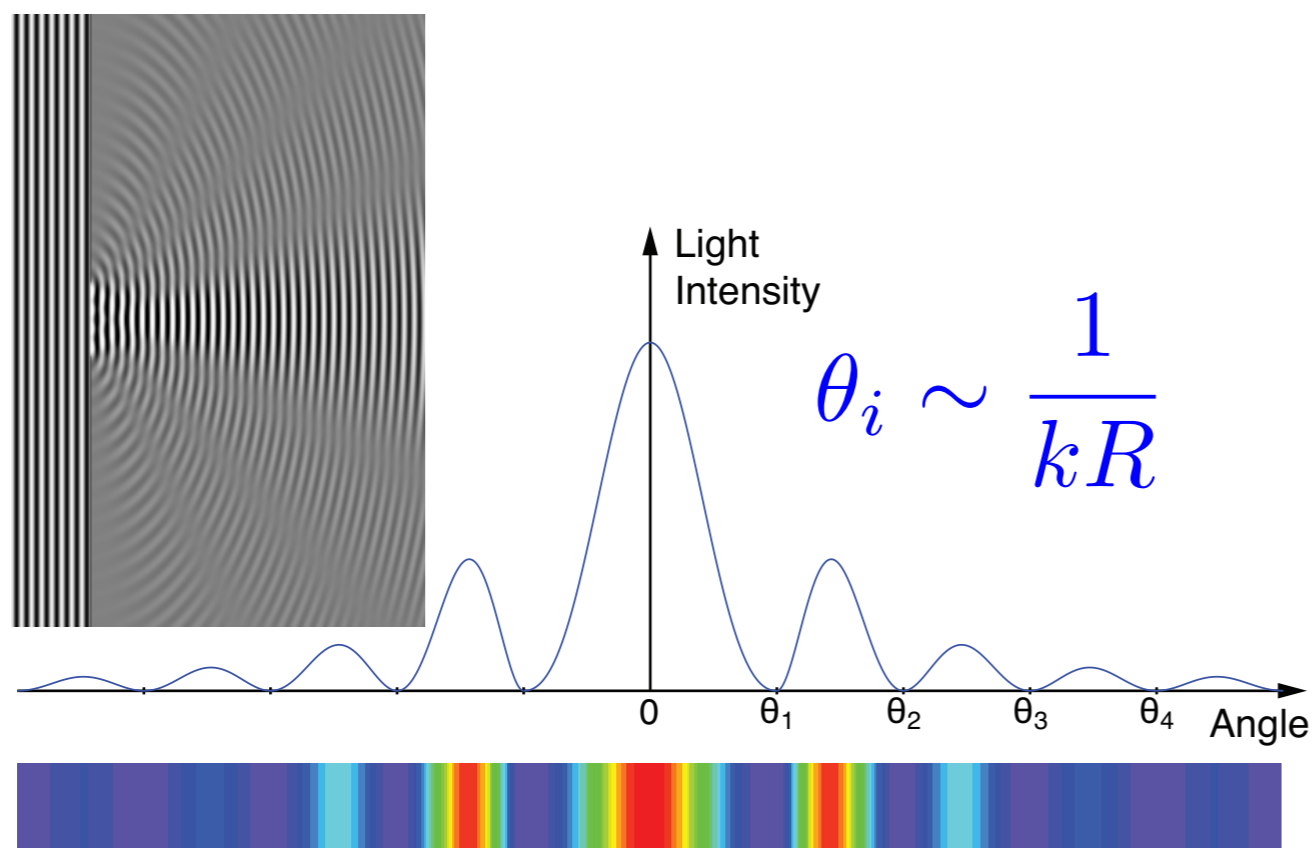 Light
Intensity
θᵢ ∼ 1/(kR)
0 θ₁ θ₂ θ₃ θ₄ Angle